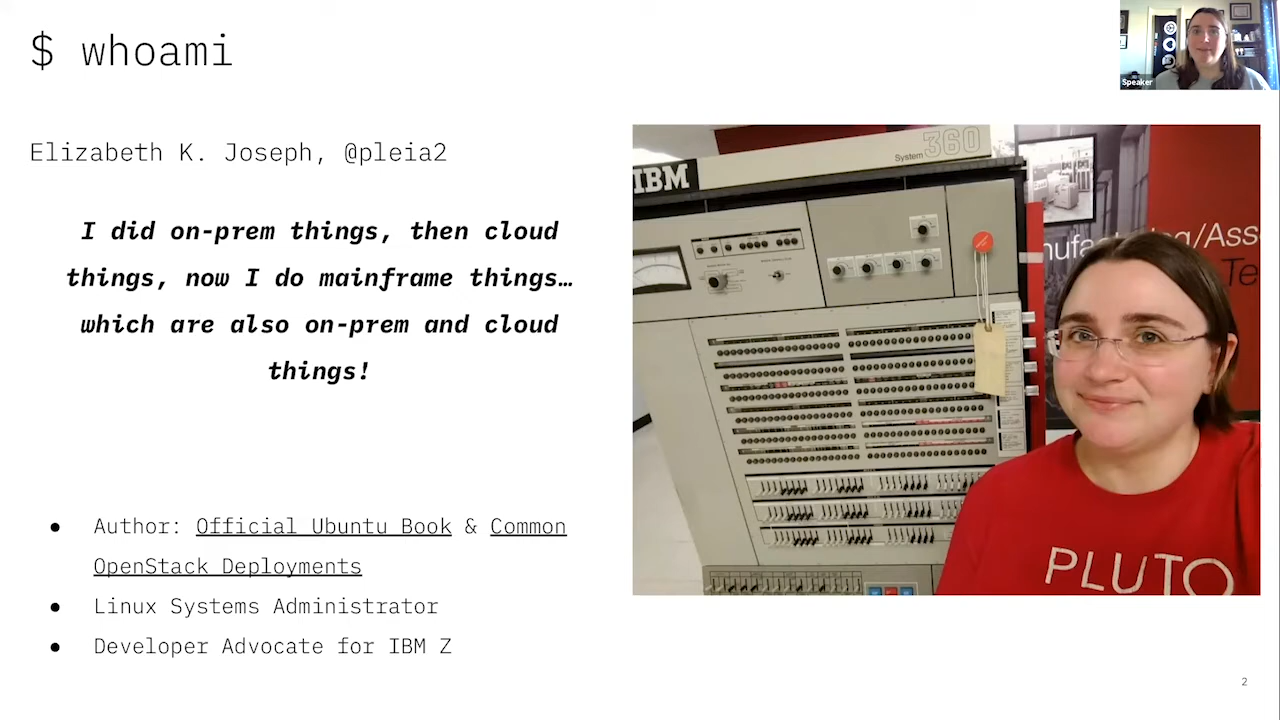 $ whoami
Speaker
Elizabeth K. Joseph, @pleia2
I did on-prem things, then cloud
things, now I do mainframe things…
which are also on-prem and cloud
things!
IBM
System 360
Te
PLUTO
● Author: Official Ubuntu Book & Common
OpenStack Deployments
● Linux Systems Administrator
● Developer Advocate for IBM Z
2